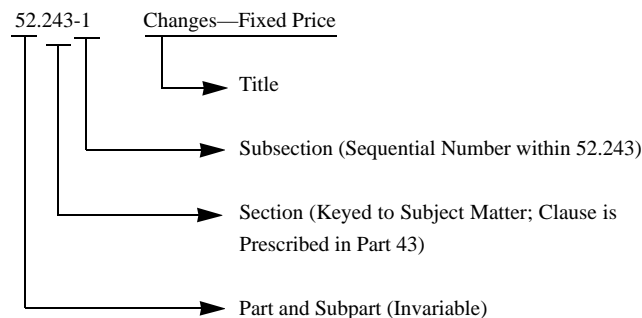 52.243-1 Changes—Fixed Price
Title
Subsection (Sequential Number within 52.243)
Section (Keyed to Subject Matter; Clause is
Prescribed in Part 43)
Part and Subpart (Invariable)